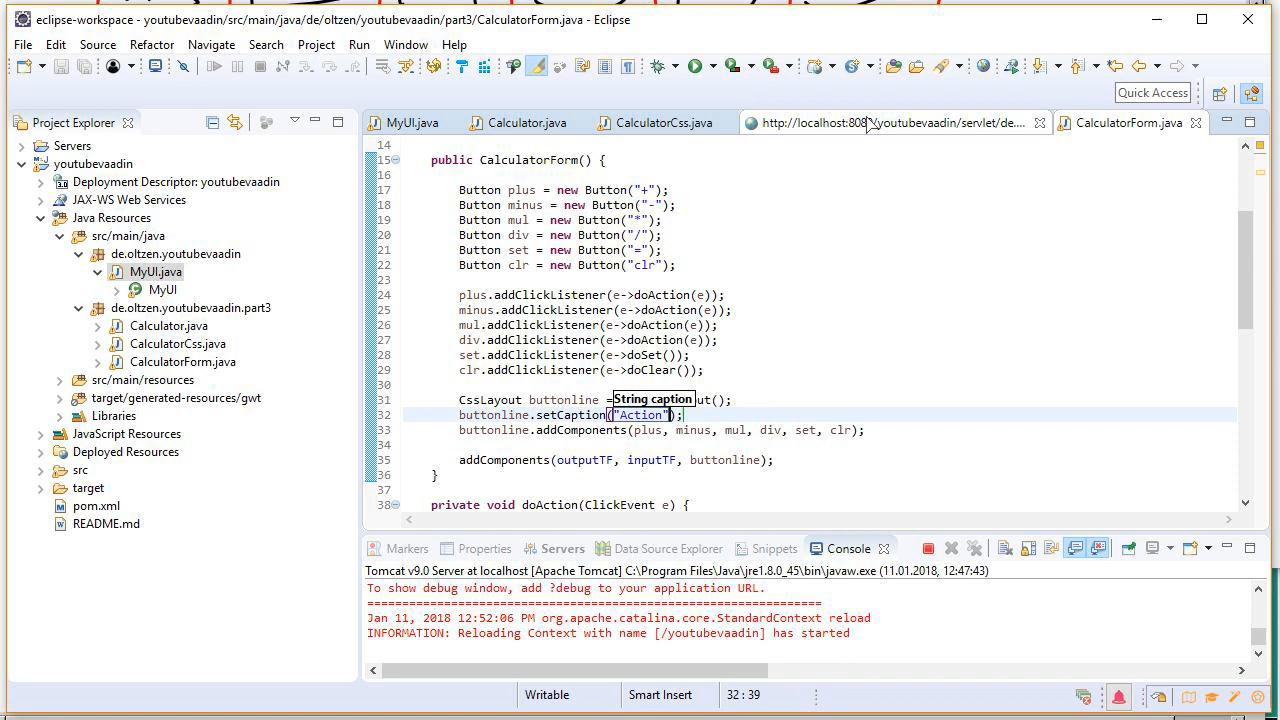 eclipse-workspace - youtubevaadin/src/main/java/de/oltzen/youtubevaadin/part3/CalculatorForm.java - Eclipse
File Edit Source Refactor Navigate Search Project Run Window Help
Quick Access
Project Explorer
MyUI.java Calculator.java CalculatorCss.java http://localhost:808 youtubevaadin/servlet/de.... CalculatorForm.java
Servers
youtubevaadin
Deployment Descriptor: youtubevaadin
JAX-WS Web Services
Java Resources
src/main/java
de.oltzen.youtubevaadin
MyUI.java
MyUI
de.oltzen.youtubevaadin.part3
Calculator.java
CalculatorCss.java
CalculatorForm.java
src/main/resources
target/generated-resources/gwt
Libraries
JavaScript Resources
Deployed Resources
src
target
pom.xml
README.md
14
15 public CalculatorForm() {
16
17 Button plus = new Button("+");
18 Button minus = new Button("-");
19 Button mul = new Button("*");
20 Button div = new Button("/");
21 Button set = new Button("=");
22 Button clr = new Button("clr");
23
24 plus.addClickListener(e->doAction(e));
25 minus.addClickListener(e->doAction(e));
26 mul.addClickListener(e->doAction(e));
27 div.addClickListener(e->doAction(e));
28 set.addClickListener(e->doSet());
29 clr.addClickListener(e->doClear());
30
31 CssLayout buttonline = String caption ut();
32 buttonline.setCaption("Action");
33 buttonline.addComponents(plus, minus, mul, div, set, clr);
34
35 addComponents(outputTF, inputTF, buttonline);
36 }
37
38 private void doAction(ClickEvent e) {
Markers Properties Servers Data Source Explorer Snippets Console
Tomcat v9.0 Server at localhost [Apache Tomcat] C:\Program Files\Java\jre1.8.0_45\bin\javaw.exe (11.01.2018, 12:47:43)
To show debug window, add ?debug to your application URL.
=================================================================
Jan 11, 2018 12:52:06 PM org.apache.catalina.core.StandardContext reload
INFORMATION: Reloading Context with name [/youtubevaadin] has started
Writable Smart Insert 32 : 39